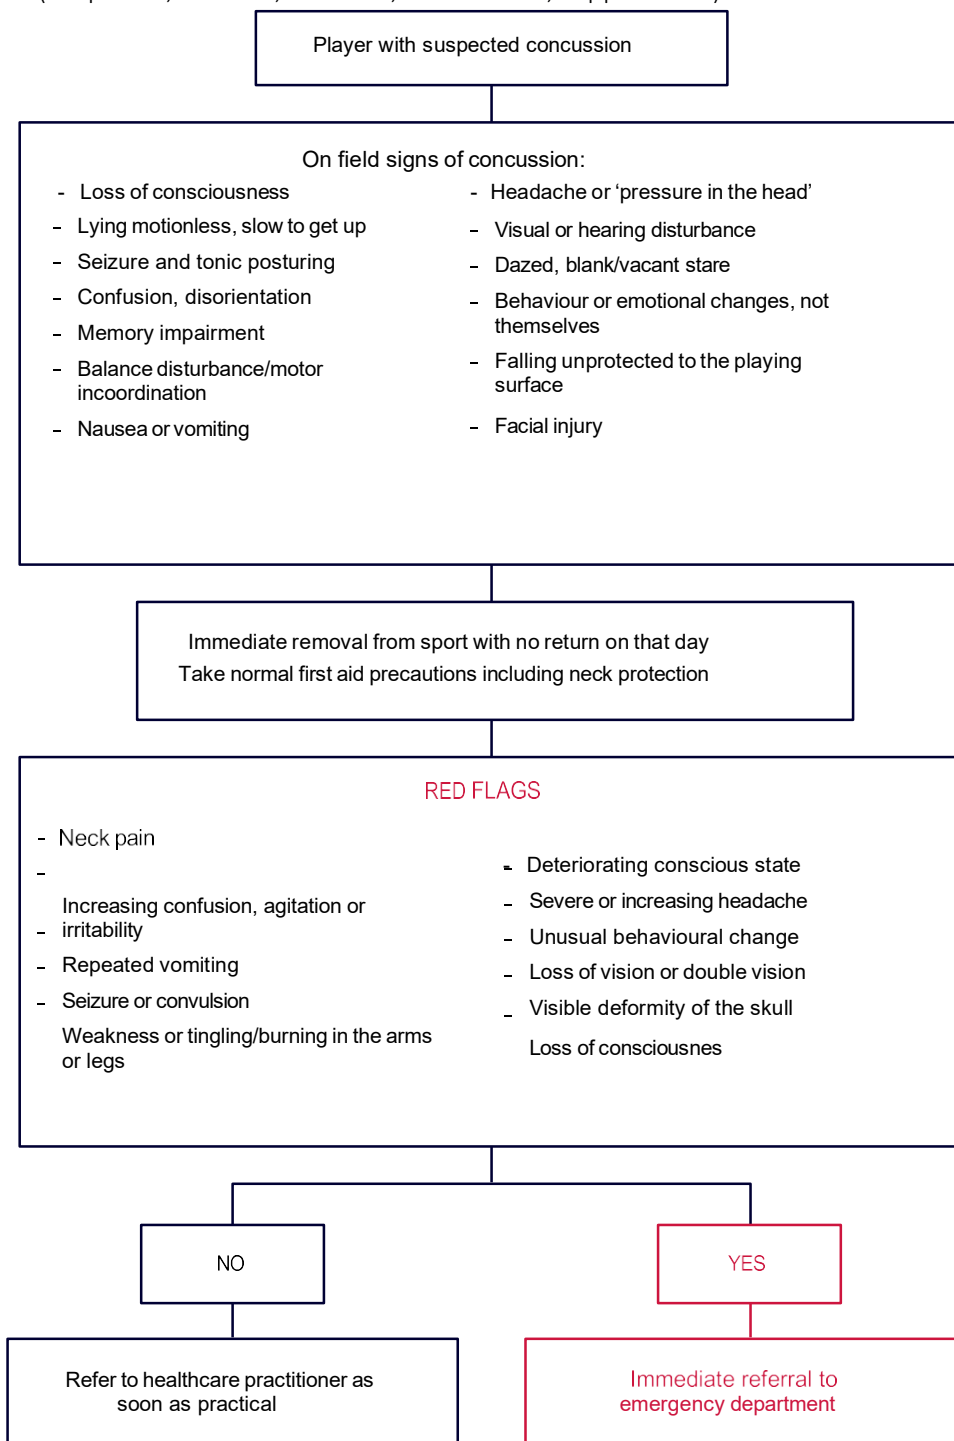 Player with suspected concussion
On field signs of concussion:
- Loss of consciousness
- Lying motionless, slow to get up
- Seizure and tonic posturing
- Confusion, disorientation
- Memory impairment
- Balance disturbance/motor
incoordination
- Nausea or vomiting
- Headache or ‘pressure in the head’
- Visual or hearing disturbance
- Dazed, blank/vacant stare
- Behaviour or emotional changes, not
themselves
- Falling unprotected to the playing
surface
- Facial injury
Immediate removal from sport with no return on that day
Take normal first aid precautions including neck protection
RED FLAGS
- Neck pain
-
Increasing confusion, agitation or
- irritability
- Repeated vomiting
- Seizure or convulsion
Weakness or tingling/burning in the arms
or legs
- Deteriorating conscious state
- Severe or increasing headache
- Unusual behavioural change
- Loss of vision or double vision
- Visible deformity of the skull
Loss of consciousnes
NO
YES
Refer to healthcare practitioner as
soon as practical
Immediate referral to
emergency department